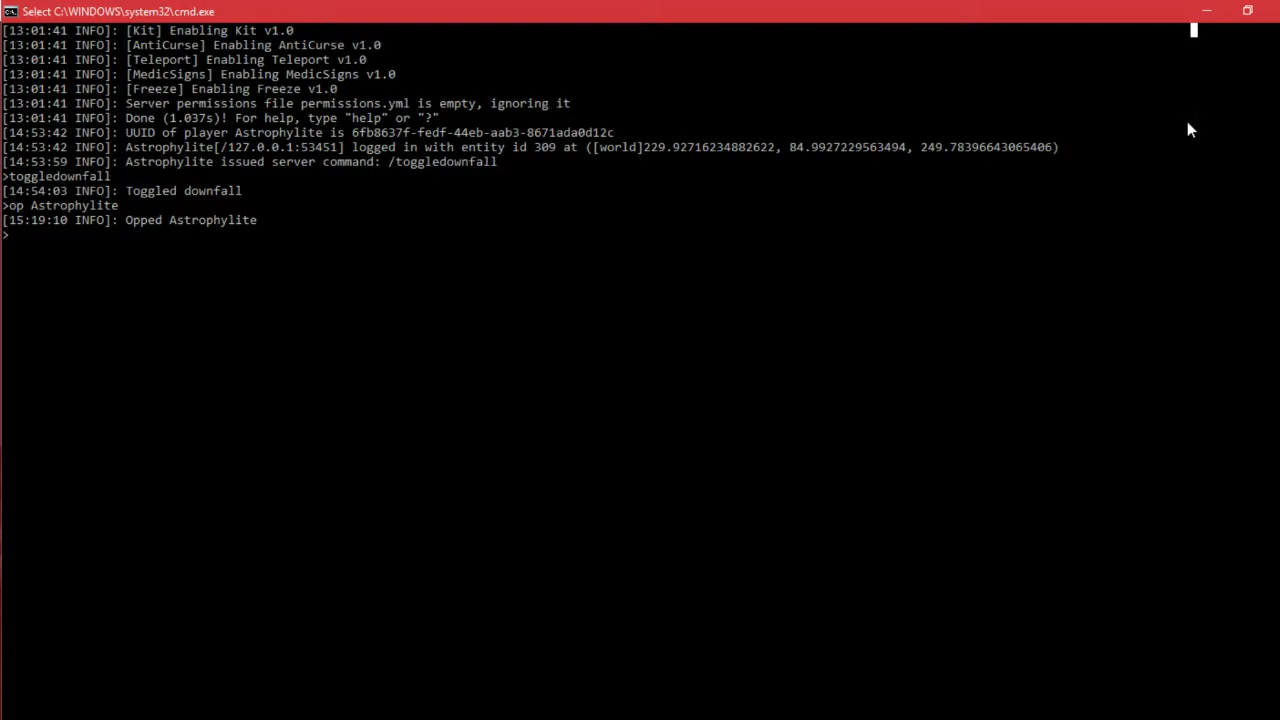 Select C:\WINDOWS\system32\cmd.exe
[13:01:41 INFO]: [Kit] Enabling Kit v1.0
[13:01:41 INFO]: [AntiCurse] Enabling AntiCurse v1.0
[13:01:41 INFO]: [Teleport] Enabling Teleport v1.0
[13:01:41 INFO]: [MedicSigns] Enabling MedicSigns v1.0
[13:01:41 INFO]: [Freeze] Enabling Freeze v1.0
[13:01:41 INFO]: Server permissions file permissions.yml is empty, ignoring it
[13:01:41 INFO]: Done (1.037s)! For help, type "help" or "?"
[14:53:42 INFO]: UUID of player Astrophylite is 6fb8637f-fedf-44eb-aab3-8671ada0d12c
[14:53:42 INFO]: Astrophylite[/127.0.0.1:53451] logged in with entity id 309 at ([world]229.92716234882622, 84.9927229563494, 249.78396643065406)
[14:53:59 INFO]: Astrophylite issued server command: /toggledownfall
>toggledownfall
[14:54:03 INFO]: Toggled downfall
>op Astrophylite
[15:19:10 INFO]: Opped Astrophylite
>